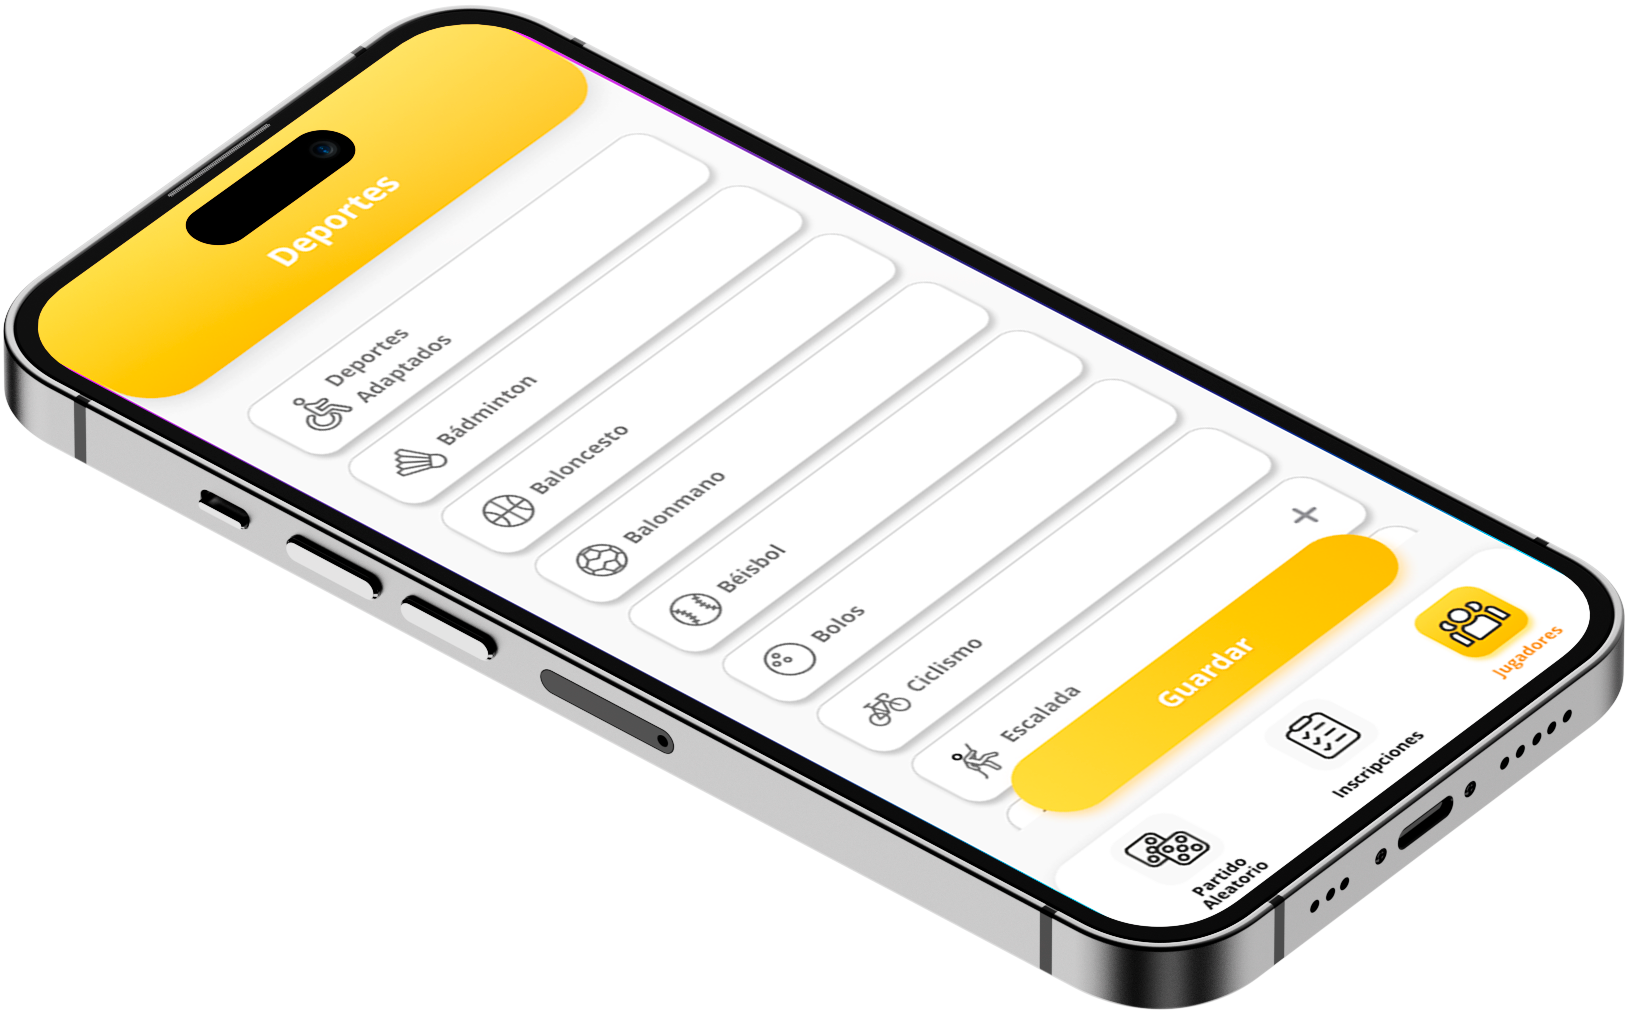 Deportes
Deportes
Adaptados
Bádminton
Baloncesto
Balonmano
Béisbol
Bolos
Ciclismo
Escalada
Guardar
Partido
Aleatorio
Inscripciones
Jugadores